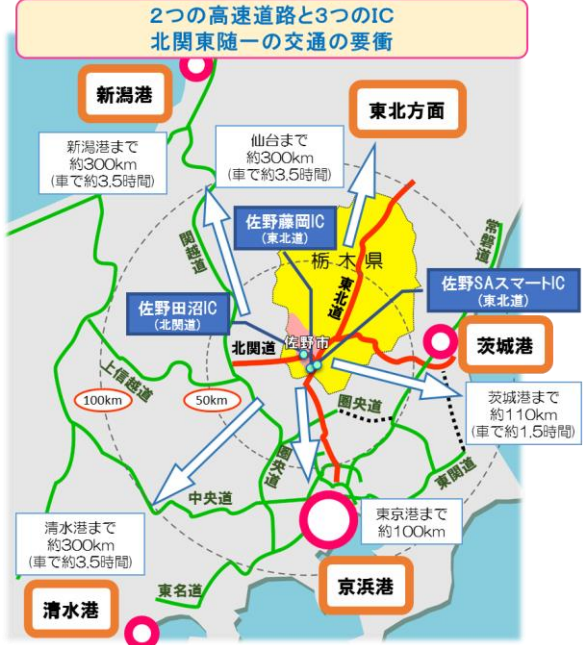 2つの高速道路と3つのIC
北関東随一の交通の要衝
新潟港
東北方面
新潟港まで
約300km
(車で約3.5時間)
仙台まで
約300km
(車で約3.5時間)
佐野藤岡IC
(東北道)
常磐道
関越道
栃木県
東北道
佐野田沼IC
(北関道)
佐野SAスマートIC
(東北道)
北関道
佐野市
茨城港
上信越道
100km
50km
圏央道
茨城港まで
約110km
(車で約1.5時間)
圏央道
東関道
中央道
清水港まで
約300km
(車で約3.5時間)
東京港まで
約100km
東名道
京浜港
清水港